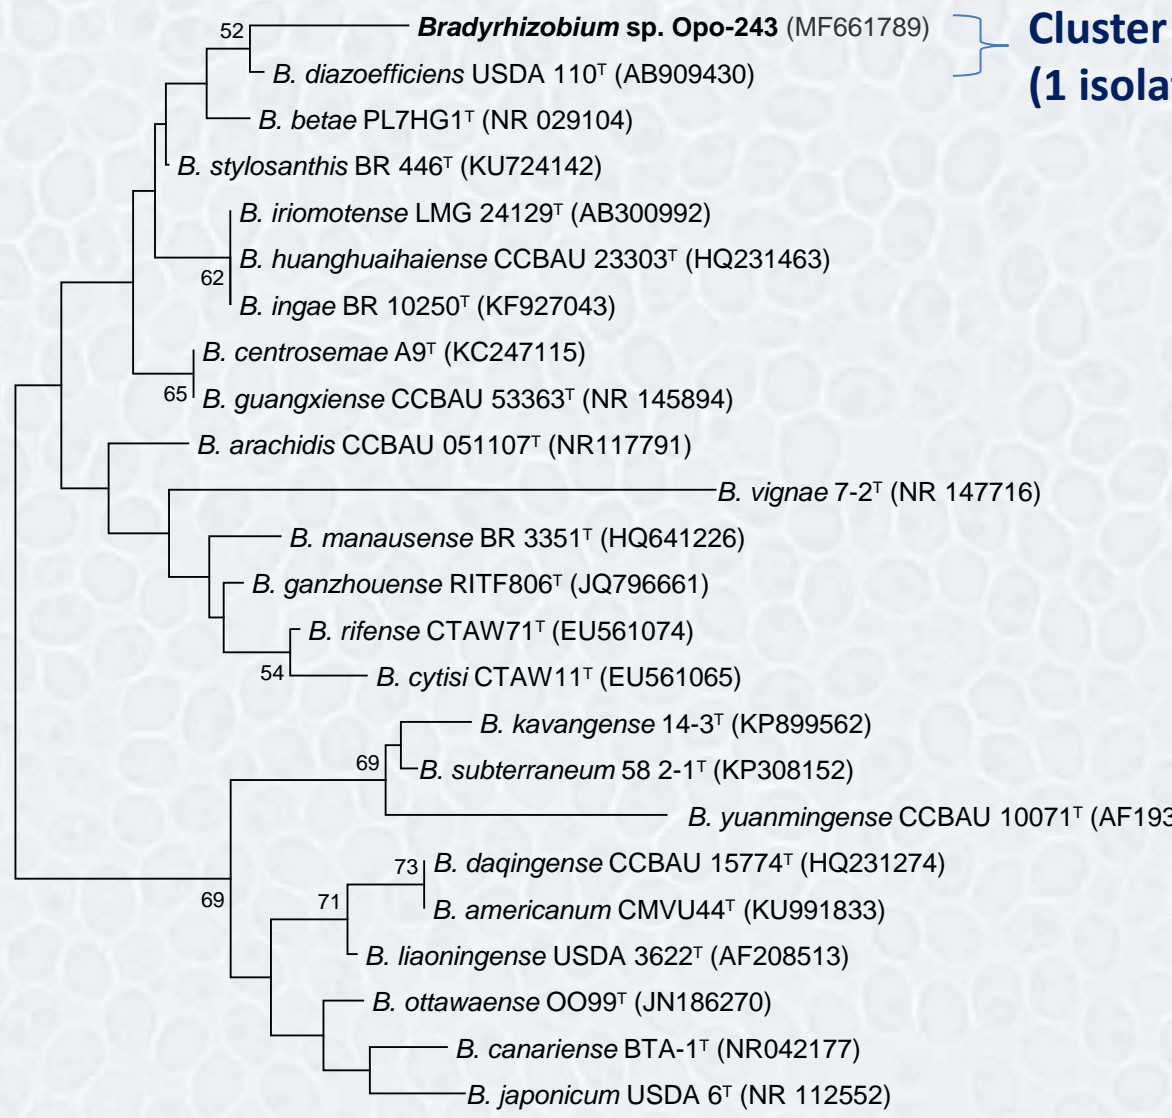 52
Bradyrhizobium sp. Opo-243 (MF661789)
Cluster
(1
B. diazoefficiens USDA 110ᵀ (AB909430)
B. betae PL7HG1ᵀ (NR 029104)
B. stylosanthis BR 446ᵀ (KU724142)
B. iriomotense LMG 24129ᵀ (AB300992)
B. huanghuaihaiense CCBAU 23303ᵀ (HQ231463)
62
B. ingae BR 10250ᵀ (KF927043)
B. centrosemae A9ᵀ (KC247115)
65
B. guangxiense CCBAU 53363ᵀ (NR 145894)
B. arachidis CCBAU 051107ᵀ (NR117791)
B. vignae 7-2ᵀ (NR 147716)
B. manausense BR 3351ᵀ (HQ641226)
B. ganzhouense RITF806ᵀ (JQ796661)
B. rifense CTAW71ᵀ (EU561074)
54
B. cytisi CTAW11ᵀ (EU561065)
B. kavangense 14-3ᵀ (KP899562)
69
B. subterraneum 58 2-1ᵀ (KP308152)
B. yuanmingense CCBAU 10071ᵀ
73
B. daqingense CCBAU 15774ᵀ (HQ231274)
69
71
B. americanum CMVU44ᵀ (KU991833)
B. liaoningense USDA 3622ᵀ (AF208513)
B. ottawaense OO99ᵀ (JN186270)
B. canariense BTA-1ᵀ (NR042177)
B. japonicum USDA 6ᵀ (NR 112552)